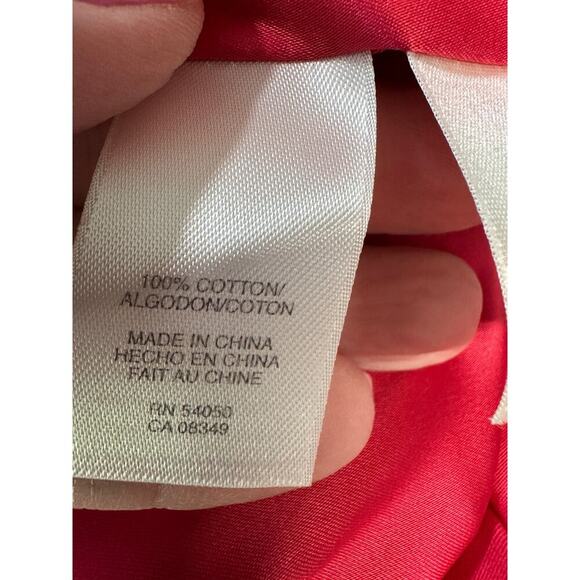 100% COTTON/
ALGODON/COTON
MADE IN CHINA
HECHO EN CHINA
FAIT AU CHINE
RN 54050
CA 08349